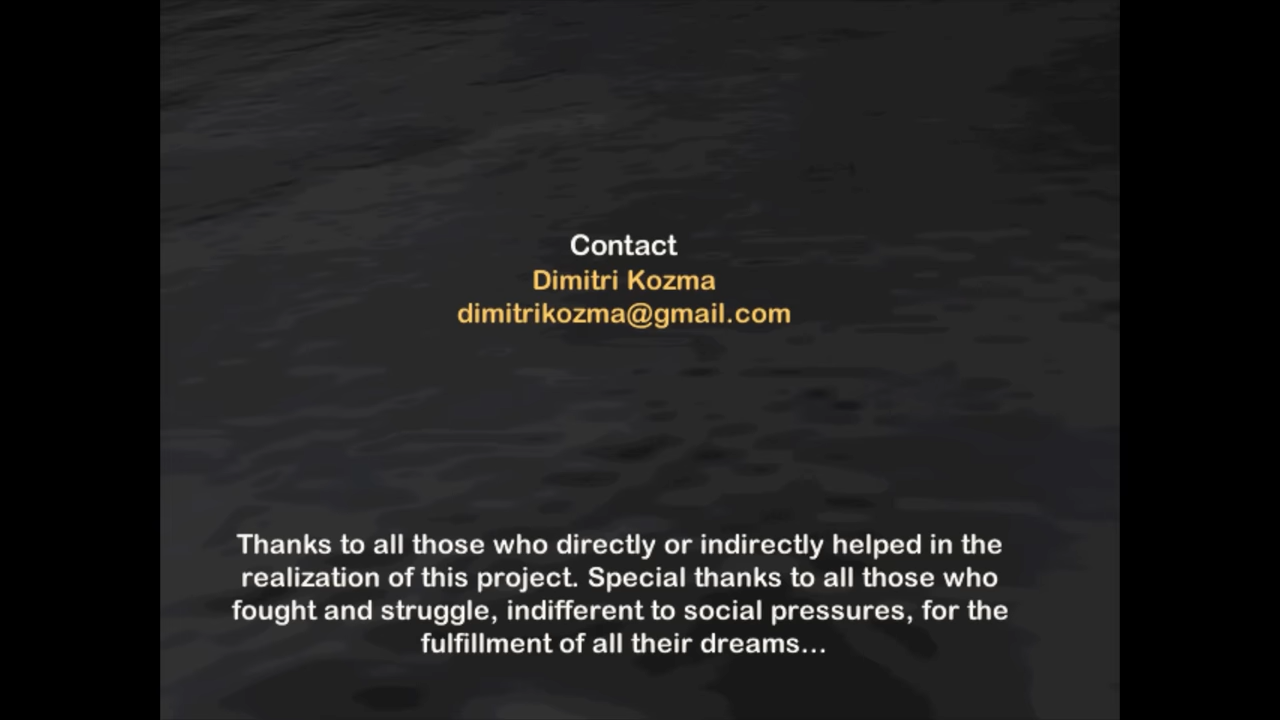 Contact
Dimitri Kozma
dimitrikozma@gmail.com
Thanks to all those who directly or indirectly helped in the
realization of this project. Special thanks to all those who
fought and struggle, indifferent to social pressures, for the
fulfillment of all their dreams...